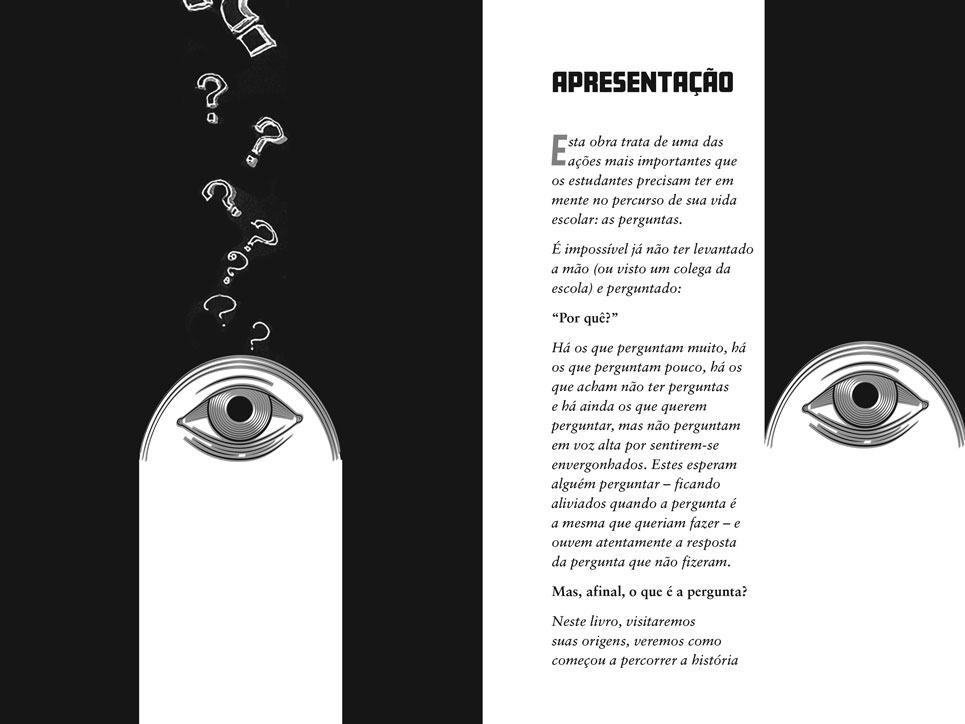 ?
?
?
?
?
?
?
?
APRESENTAÇÃO
Esta obra trata de uma das
ações mais importantes que
os estudantes precisam ter em
mente no percurso de sua vida
escolar: as perguntas.
É impossível já não ter levantado
a mão (ou visto um colega da
escola) e perguntado:
“Por quê?”
Há os que perguntam muito, há
os que perguntam pouco, há os
que acham não ter perguntas
e há ainda os que querem
perguntar, mas não perguntam
em voz alta por sentirem-se
envergonhados. Estes esperam
alguém perguntar – ficando
aliviados quando a pergunta é
a mesma que queriam fazer – e
ouvem atentamente a resposta
da pergunta que não fizeram.
Mas, afinal, o que é a pergunta?
Neste livro, visitaremos
suas origens, veremos como
começou a percorrer a história